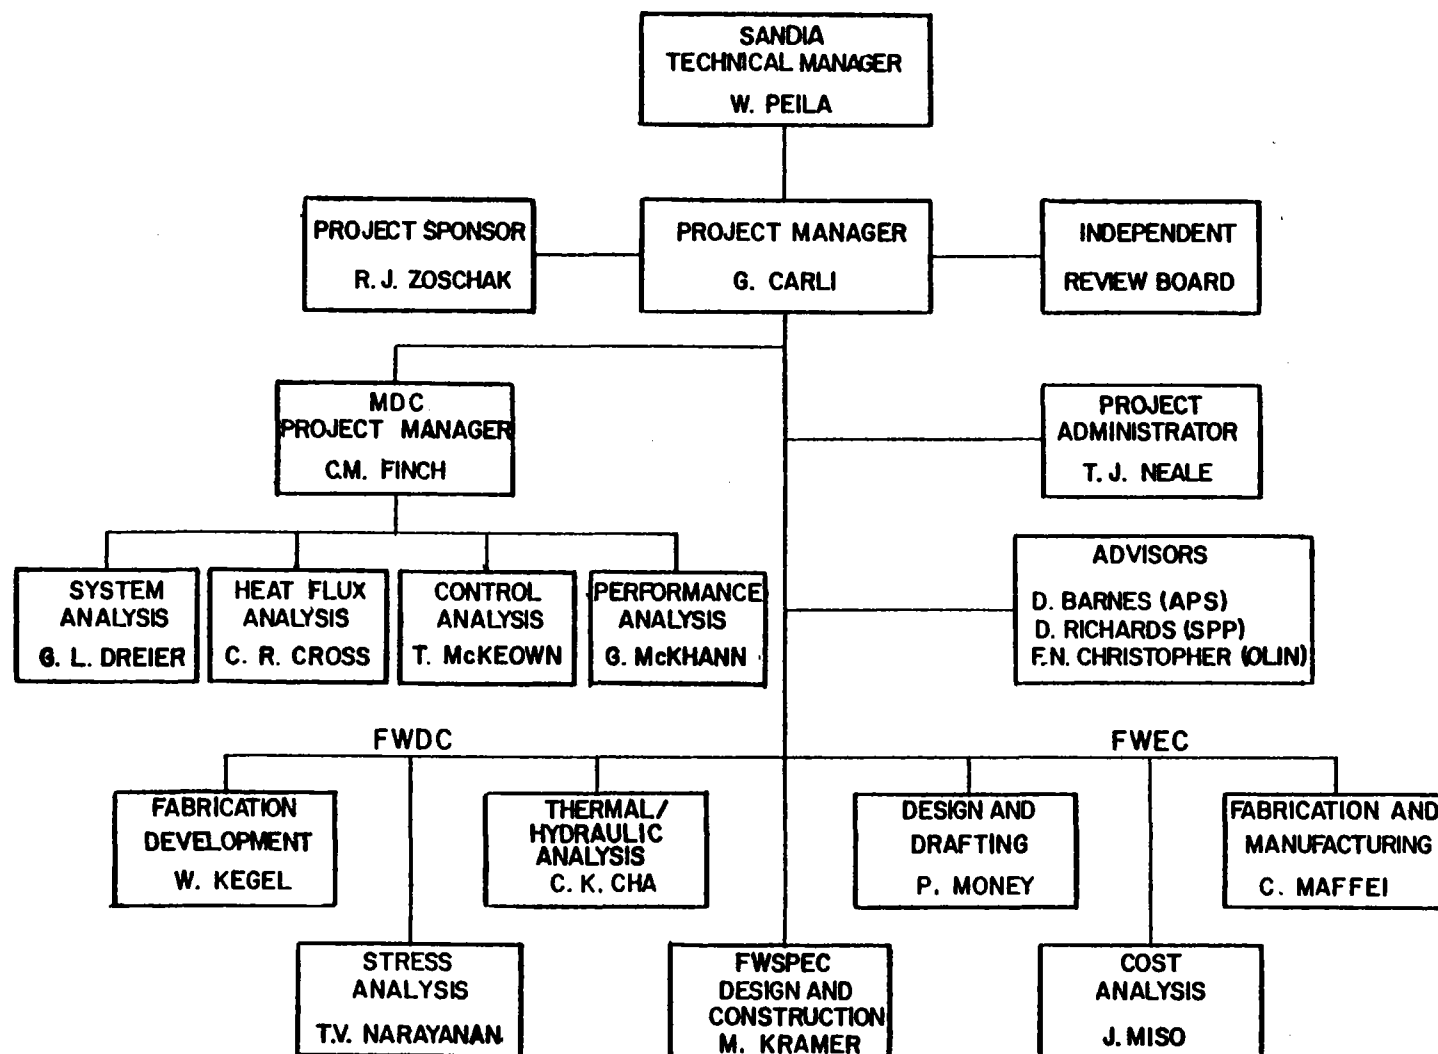 SANDIA
TECHNICAL MANAGER
W. PEILA
PROJECT SPONSOR
R. J. ZOSCHAK
PROJECT MANAGER
G. CARLI
INDEPENDENT
REVIEW BOARD
MDC
PROJECT MANAGER
C.M. FINCH
PROJECT
ADMINISTRATOR
T. J. NEALE
SYSTEM
ANALYSIS
G. L. DREIER
HEAT FLUX
ANALYSIS
C. R. CROSS
CONTROL
ANALYSIS
T. McKEOWN
PERFORMANCE
ANALYSIS
G. McKHANN
ADVISORS
D. BARNES (APS)
D. RICHARDS (SPP)
F.N. CHRISTOPHER (OLIN)
FWDC
FWEC
FABRICATION
DEVELOPMENT
W. KEGEL
THERMAL/
HYDRAULIC
ANALYSIS
C. K. CHA
DESIGN AND
DRAFTING
P. MONEY
FABRICATION AND
MANUFACTURING
C. MAFFEI
STRESS
ANALYSIS
T.V. NARAYANAN
FWSPEC
DESIGN AND
CONSTRUCTION
M. KRAMER
COST
ANALYSIS
J. MISO